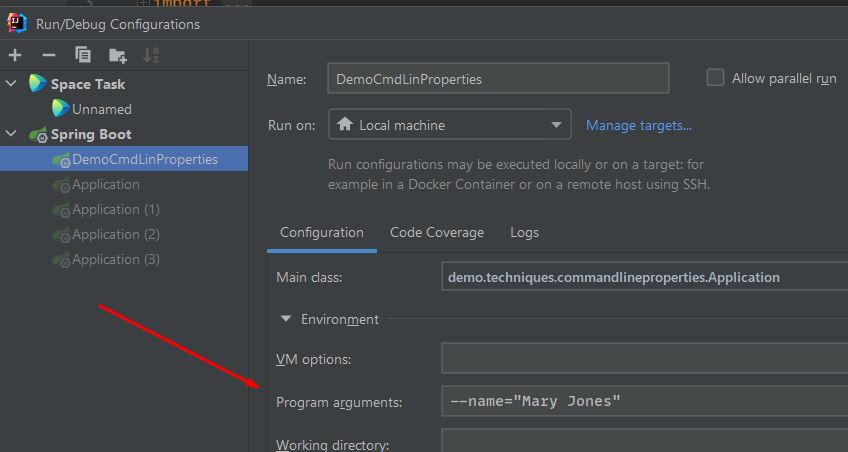 import ...
Run/Debug Configurations
Name: DemoCmdLinProperties Allow parallel run
Space Task
Unnamed
Run on: Local machine Manage targets...
Spring Boot
DemoCmdLinProperties
Run configurations may be executed locally or on a target: for
Application
example in a Docker Container or on a remote host using SSH.
Application (1)
Application (2)
Configuration Code Coverage Logs
Application (3)
Main class: demo.techniques.commandlineproperties.Application
Environment
VM options:
Program arguments: --name="Mary Jones"
Working directory: